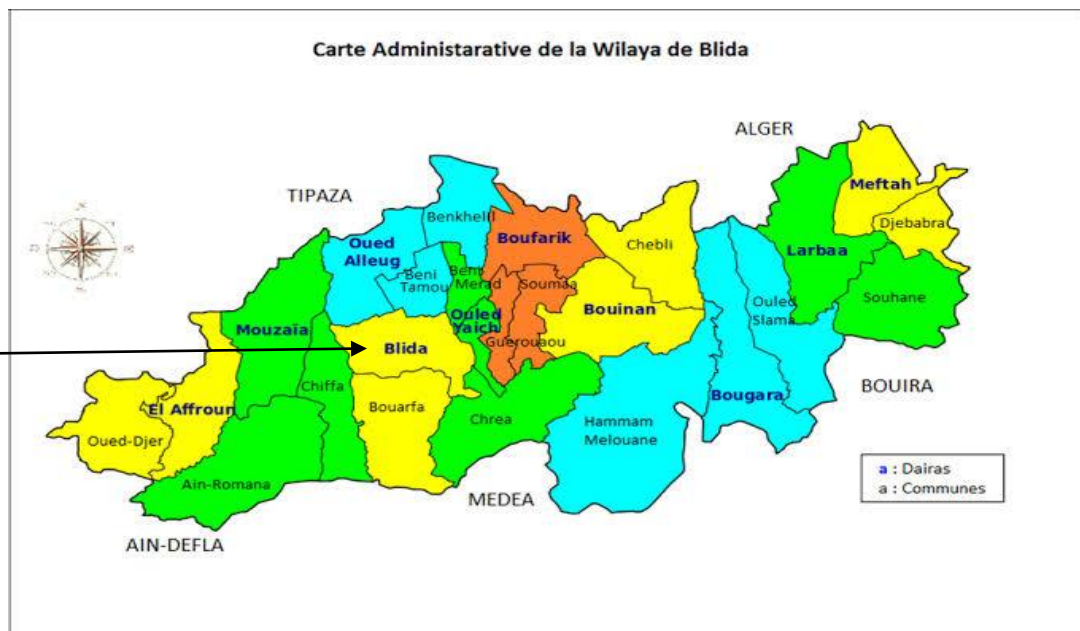 Carte Administarative de la Wilaya de Blida
ALGER
Meftah
TIPAZA
Benkhelil
Djebabra
Boufarik
Chebli
Oued
Alleug
Larbaa
Beni
Tamou
Beni
Merad
Soumaa
Souhane
Ouled
Slama
Mouzaïa
Ouled
Yaich
Bouinan
Guerouaou
Blida
Chiffa
BOUIRA
El Affroun
Bouarfa
Bougara
Oued-Djer
Chrea
Hammam
Melouane
Ain-Romana
MEDEA
a : Dairas
a : Communes
AIN-DEFLA